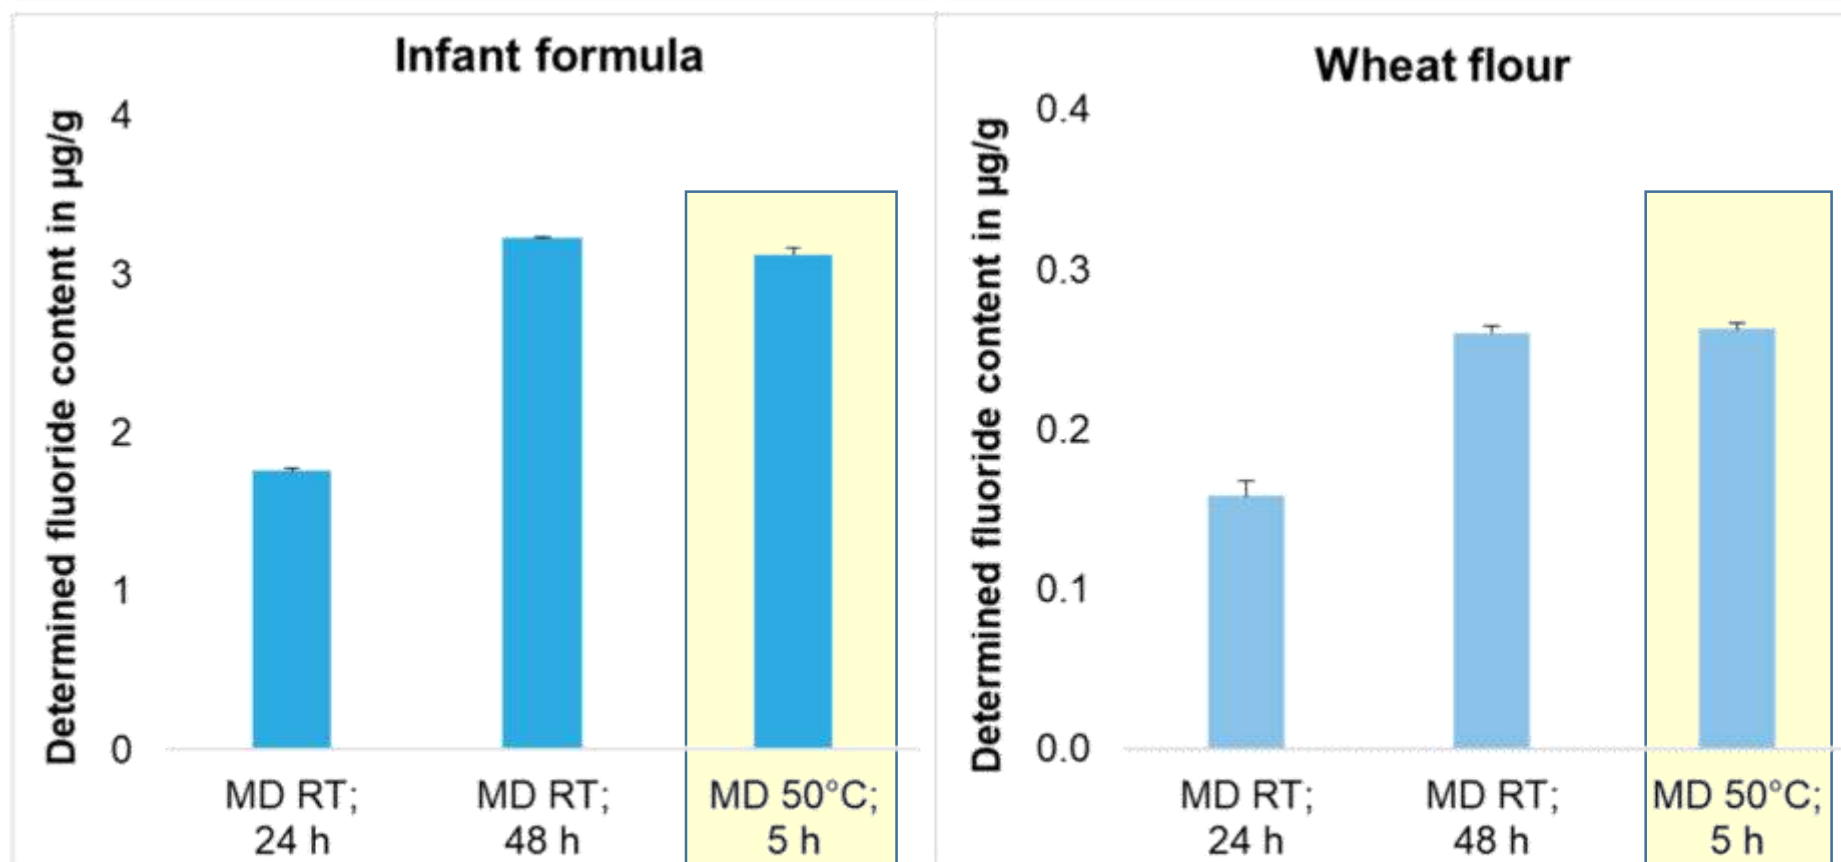 Infant formula
Determined fluoride content in µg/g
4
3
2
1
0
MD RT;
24 h
MD RT;
48 h
MD 50°C;
5 h
Wheat flour
Determined fluoride content in µg/g
0.4
0.3
0.2
0.1
0.0
MD RT;
24 h
MD RT;
48 h
MD 50°C;
5 h